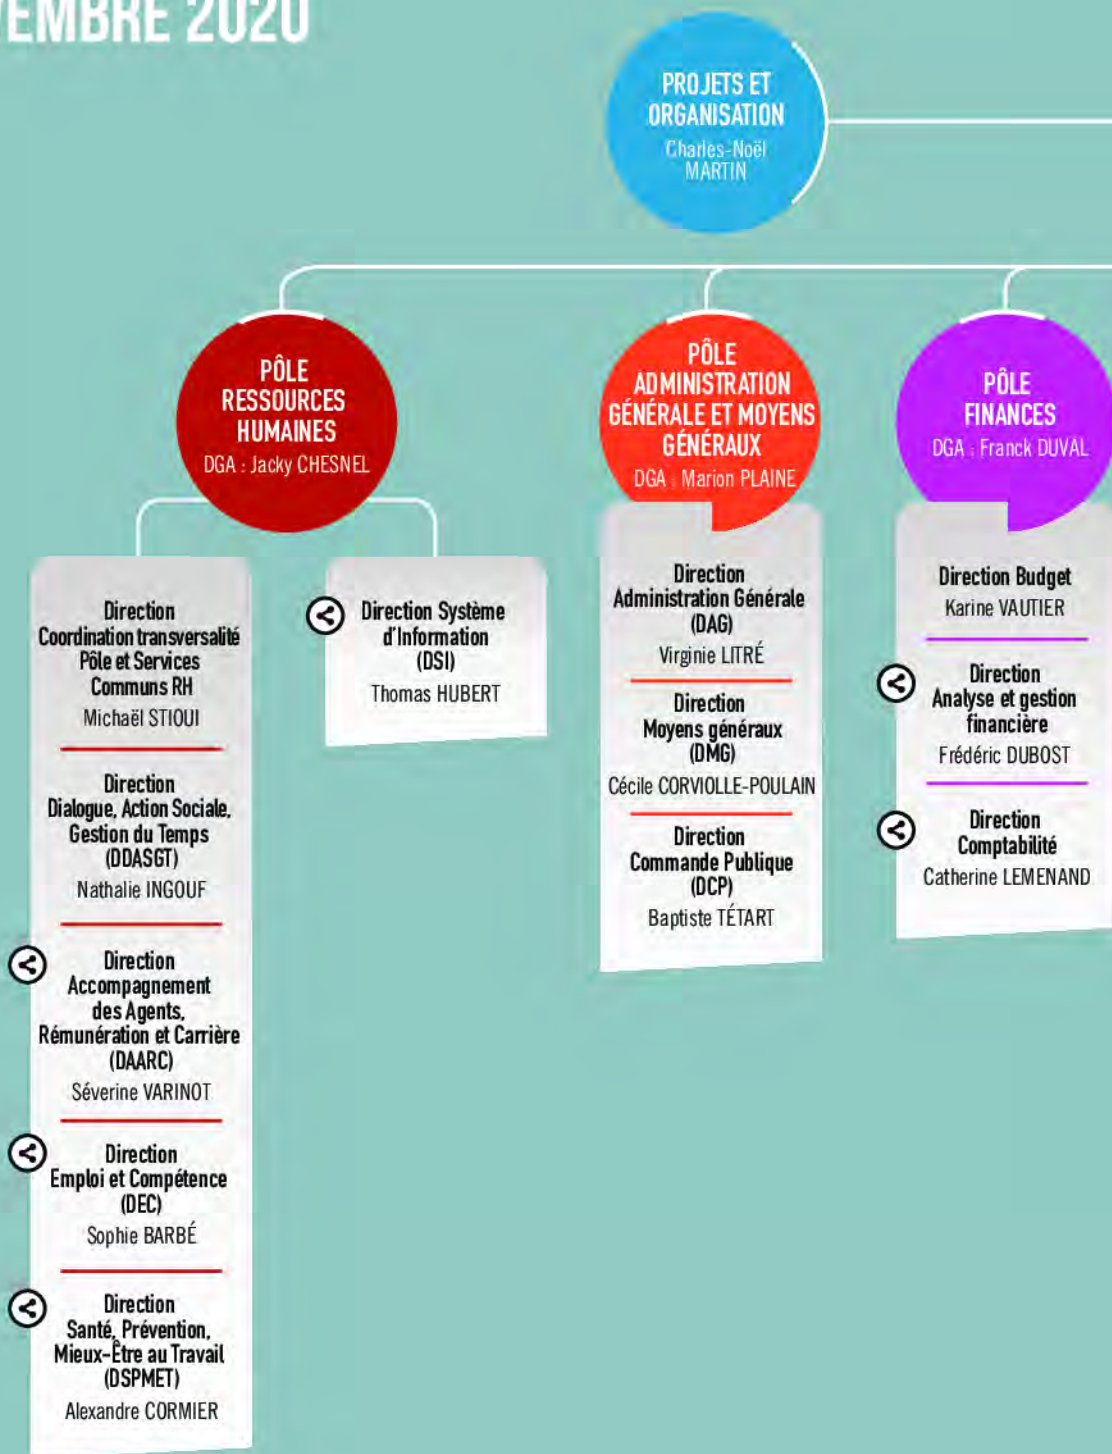 EMBRE 2020
PROJETS ET
ORGANISATION
Charles-Noël
MARTIN
PÔLE
RESSOURCES
HUMAINES
DGA : Jacky CHESNEL
Direction
Coordination transversalité
Pôle et Services
Communs RH
Michaël STIOUI
Direction
Dialogue, Action Sociale,
Gestion du Temps
(DDASGT)
Nathalie INGOUF
Direction
Accompagnement
des Agents,
Rémunération et Carrière
(DAARC)
Séverine VARINOT
Direction
Emploi et Compétence
(DEC)
Sophie BARBÉ
Direction
Santé, Prévention,
Mieux-Être au Travail
(DSPMET)
Alexandre CORMIER
Direction Système
d'Information
(DSI)
Thomas HUBERT
PÔLE
ADMINISTRATION
GÉNÉRALE ET MOYENS
GÉNÉRAUX
DGA : Marion PLAINE
Direction
Administration Générale
(DAG)
Virginie LITRÉ
Direction
Moyens généraux
(DMG)
Cécile CORVIOLLE-POULAIN
Direction
Commande Publique
(DCP)
Baptiste TÉTART
PÔLE
FINANCES
DGA : Franck DUVAL
Direction Budget
Karine VAUTIER
Direction
Analyse et gestion
financière
Frédéric DUBOST
Direction
Comptabilité
Catherine LEMENAND